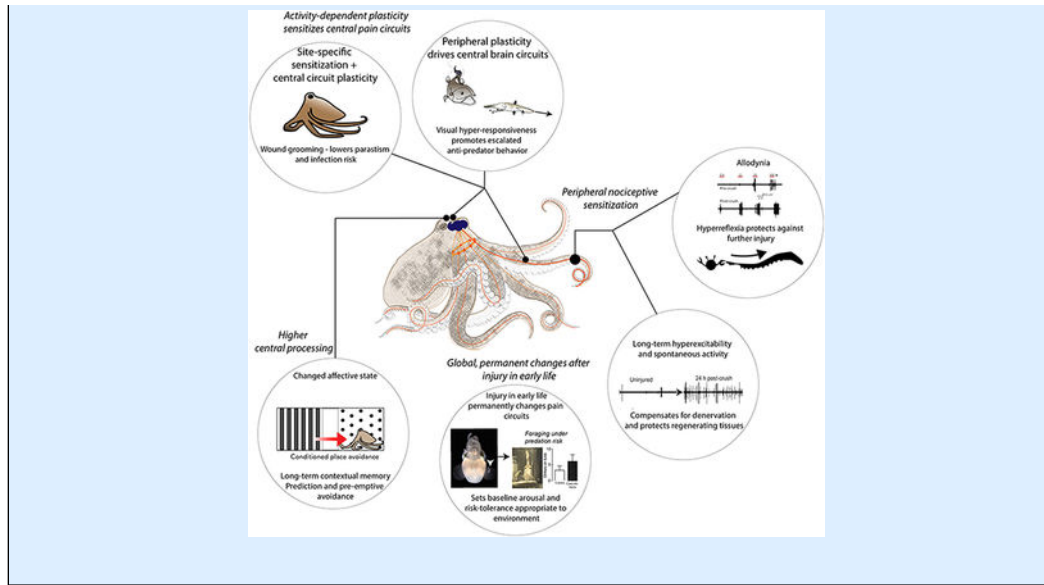 Activity-dependent plasticity
sensitizes central pain circuits
Site-specific
sensitization +
central circuit plasticity
Wound grooming - lowers parastism
and infection risk
Peripheral plasticity
drives central brain circuits
Visual hyper-responsiveness
promotes escalated
anti-predator behavior
Peripheral nociceptive
sensitization
Allodynia
Hyperreflexia protects against
further injury
Long-term hyperexcitability
and spontaneous activity
Uninjured
24 h post-crush
Compensates for denervation
and protects regenerating tissues
Higher
central processing
Changed affective state
Conditioned place avoidance
Long-term contextual memory
Prediction and pre-emptive
avoidance
Global, permanent changes after
injury in early life
Injury in early life
permanently changes pain
circuits
Foraging under
predation risk
Sets baseline arousal and
risk-tolerance appropriate to
environment